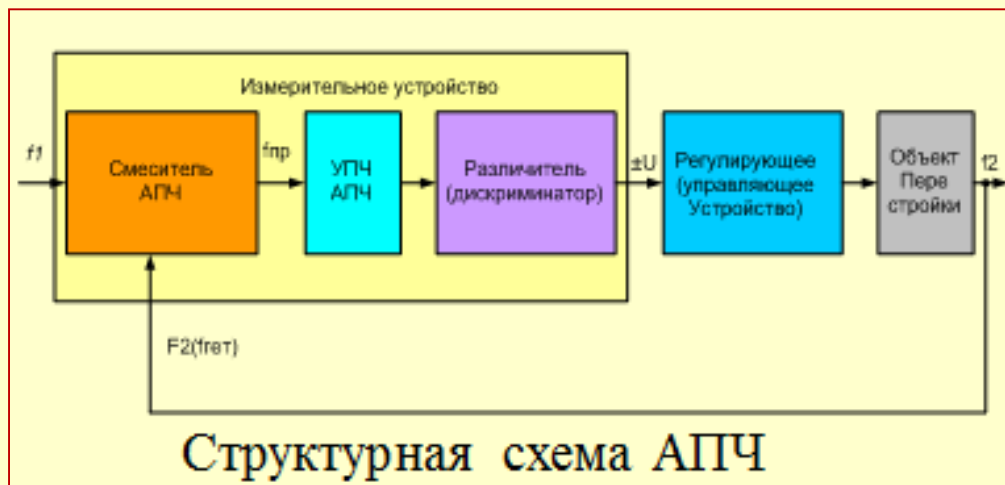 Измерительное устройство
f1
Смеситель
АПЧ
fпр
УПЧ
АПЧ
Различитель
(дискриминатор)
±U
Регулирующее
(управляющее
Устройство)
Объект
Пере
стройки
f2
F2(fгет)
Структурная схема АПЧ